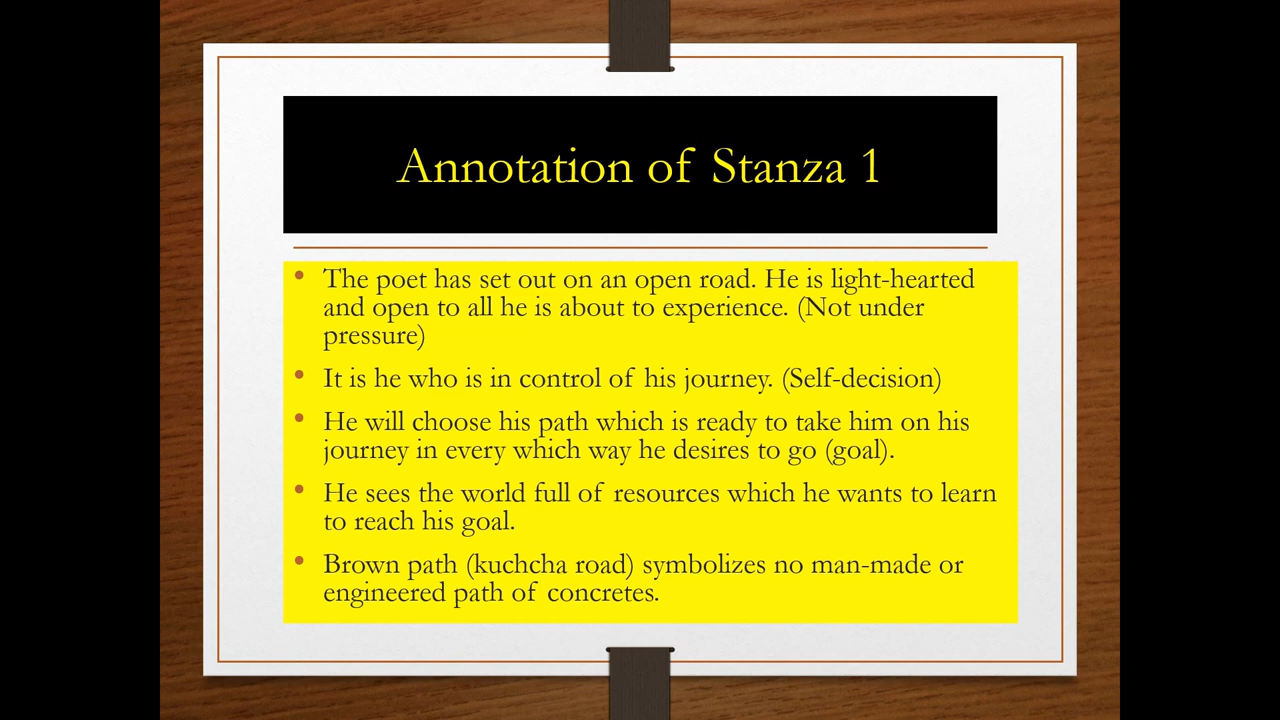 Annotation of Stanza 1
• The poet has set out on an open road. He is light-hearted
and open to all he is about to experience. (Not under
pressure)
• It is he who is in control of his journey. (Self-decision)
• He will choose his path which is ready to take him on his
journey in every which way he desires to go (goal).
• He sees the world full of resources which he wants to learn
to reach his goal.
• Brown path (kuchcha road) symbolizes no man-made or
engineered path of concretes.